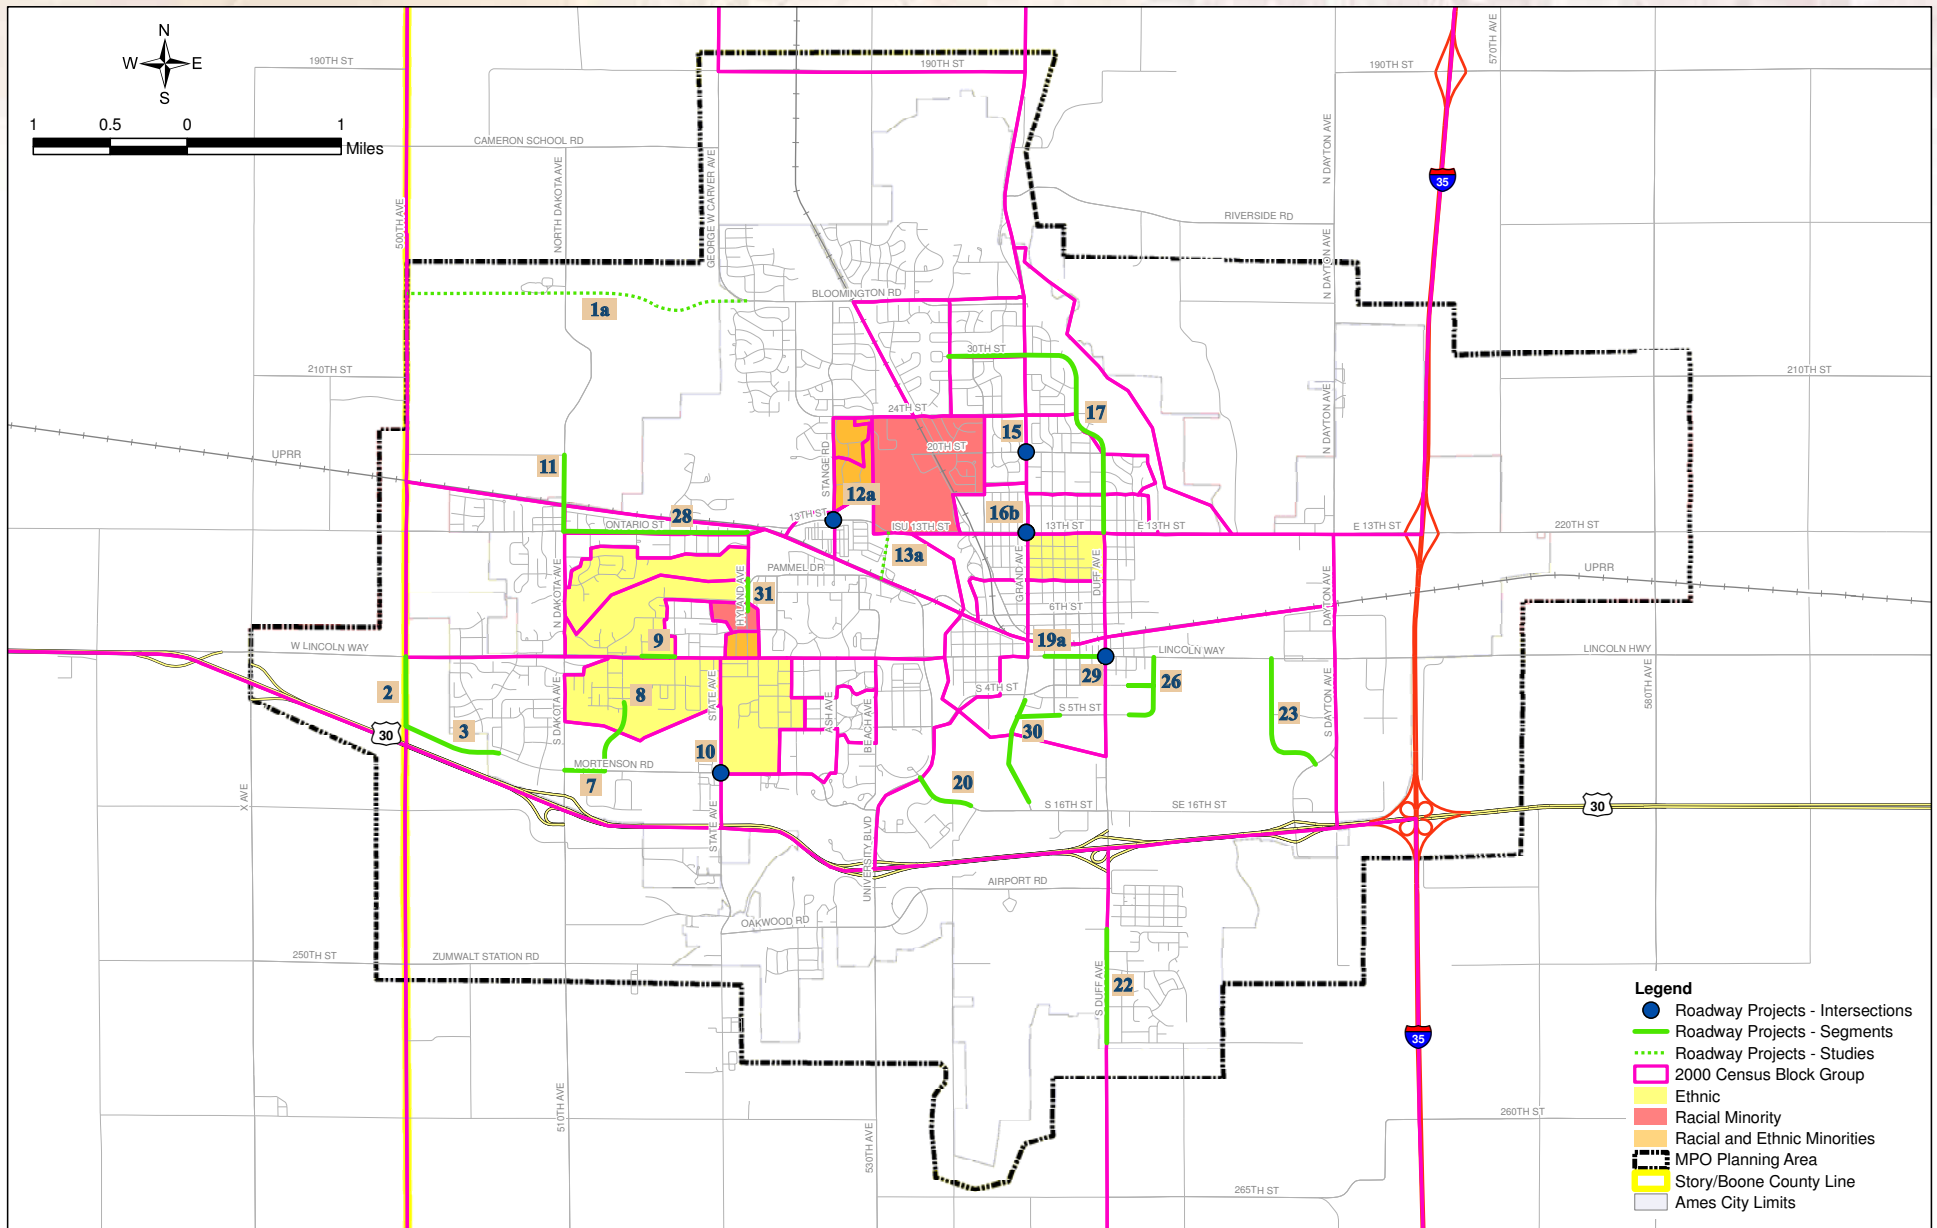 N
W E
S
1 0.5 0 1
Miles
190TH ST
190TH ST
190TH ST
570TH AVE
CAMERON SCHOOL RD
NORTH DAKOTA AVE
GEORGE W CARVER AVE
500TH AVE
N DAYTON AVE
35
RIVERSIDE RD
N DAYTON AVE
BLOOMINGTON RD
1a
30TH ST
210TH ST
210TH ST
24TH ST
17
15
20TH ST
N DAYTON AVE
UPRR
11
STANGE RD
12a
28
ONTARIO ST
13TH ST
ISU 13TH ST
16b
13TH ST
E 13TH ST
E 13TH ST
220TH ST
13a
PAMMEL DR
UPRR
N DAKOTA AVE
HYLAND AVE
31
GRAND AVE
DUFF AVE
DAYTON AVE
6TH ST
9
19a
W LINCOLN WAY
LINCOLN WAY
LINCOLN HWY
29
26
2
8
S 4TH ST
S 5TH ST
S DAKOTA AVE
STATE AVE
ASH AVE
BEACH AVE
23
S DAYTON AVE
580TH AVE
30
3
30
10
MORTENSON RD
7
20
X AVE
S 16TH ST
SE 16TH ST
30
STATE AVE
UNIVERSITY BLVD
AIRPORT RD
OAKWOOD RD
250TH ST
ZUMWALT STATION RD
S DUFF AVE
22
35
510TH AVE
530TH AVE
260TH ST
265TH ST
Legend
Roadway Projects - Intersections
Roadway Projects - Segments
Roadway Projects - Studies
2000 Census Block Group
Ethnic
Racial Minority
Racial and Ethnic Minorities
MPO Planning Area
Story/Boone County Line
Ames City Limits